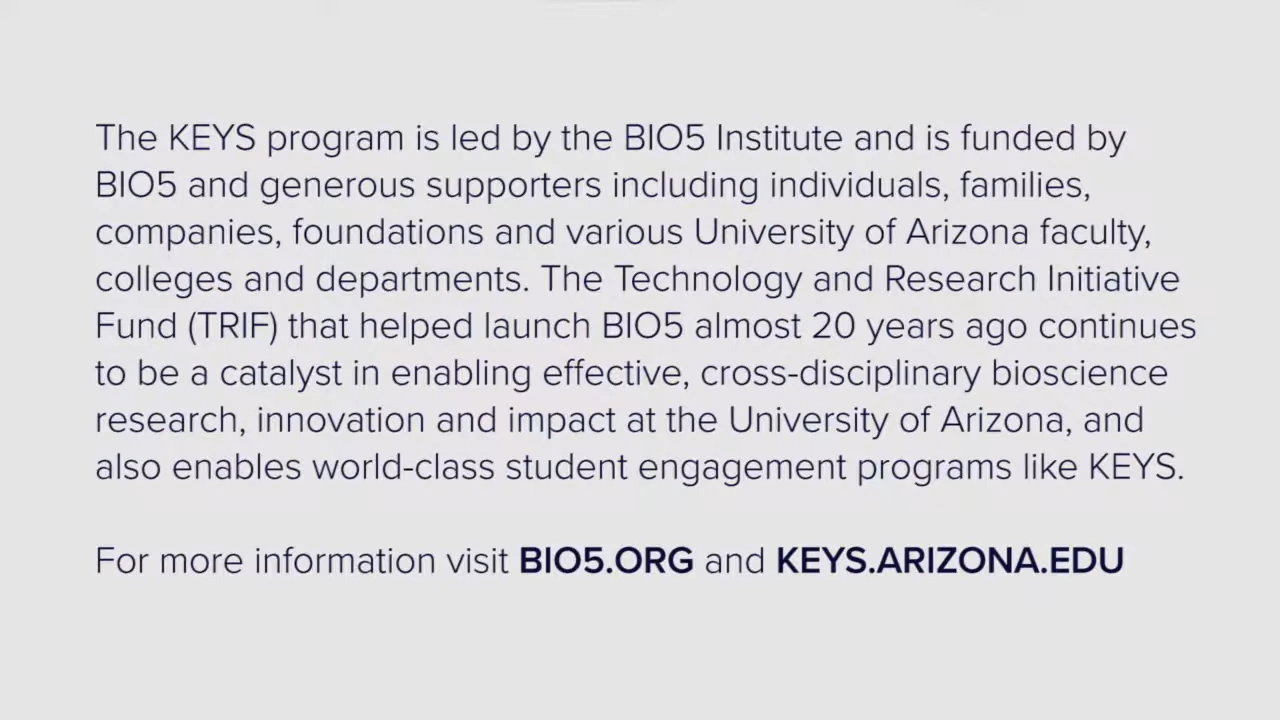 The KEYS program is led by the BIO5 Institute and is funded by
BIO5 and generous supporters including individuals, families,
companies, foundations and various University of Arizona faculty,
colleges and departments. The Technology and Research Initiative
Fund (TRIF) that helped launch BIO5 almost 20 years ago continues
to be a catalyst in enabling effective, cross-disciplinary bioscience
research, innovation and impact at the University of Arizona, and
also enables world-class student engagement programs like KEYS.
For more information visit BIO5.ORG and KEYS.ARIZONA.EDU